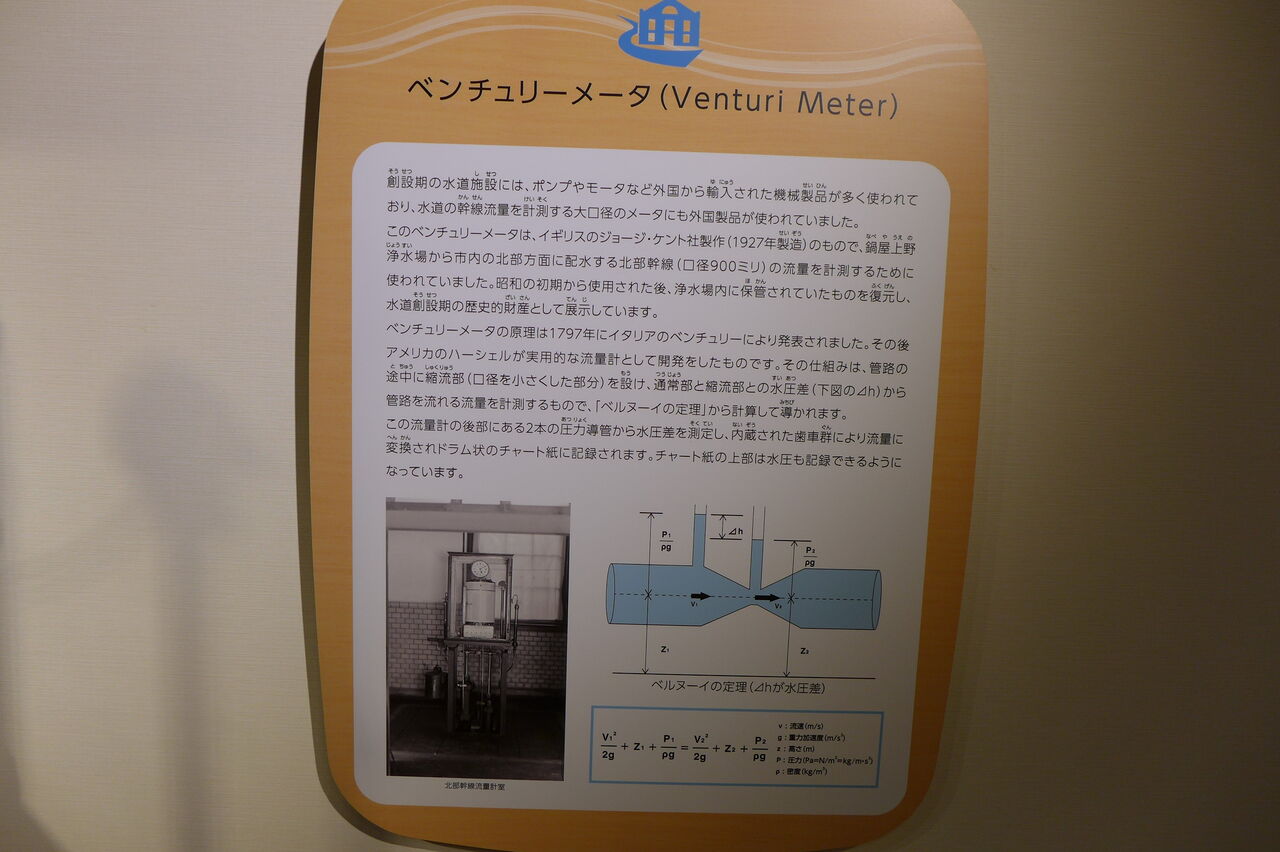 ベンチュリーメータ(Venturi Meter)
創設期の水道施設には、ポンプやモータなど外国から輸入された機械製品が多く使われて
おり、水道の幹線流量を計測する大口径のメータにも外国製品が使われていました。
このベンチュリーメータは、イギリスのジョージ・ケント社製作(1927年製造)のもので、鍋屋上野
浄水場から市内の北部方面に配水する北部幹線(口径900ミリ)の流量を計測するために
使われていました。昭和の初期から使用された後、浄水場内に保管されていたものを復元し、
水道創設期の歴史的財産として展示しています。
ベンチュリーメータの原理は1797年にイタリアのベンチュリーにより発表されました。その後
アメリカのハーシェルが実用的な流量計として開発をしたものです。その仕組みは、管路の
途中に縮流部(口径を小さくした部分)を設け、通常部と縮流部との水圧差(下図の⊿h)から
管路を流れる流量を計測するもので、「ベルヌーイの定理」から計算して導かれます。
この流量計の後部にある2本の圧力導管から水圧差を測定し、内蔵された歯車群により流量に
変換されドラム状のチャート紙に記録されます。チャート紙の上部は水圧も記録できるように
なっています。
北部幹線流量計室
P₁/ρg
⊿h
P₂/ρg
V₁
V₂
Z₁
Z₂
ベルヌーイの定理(⊿hが水圧差)
V₁²/2g + Z₁ + P₁/ρg = V₂²/2g + Z₂ + P₂/ρg
v:流速(m/s)
g:重力加速度(m/s²)
z:高さ(m)
P:圧力(Pa=N/m²=kg/m・s²)
ρ:密度(kg/m³)